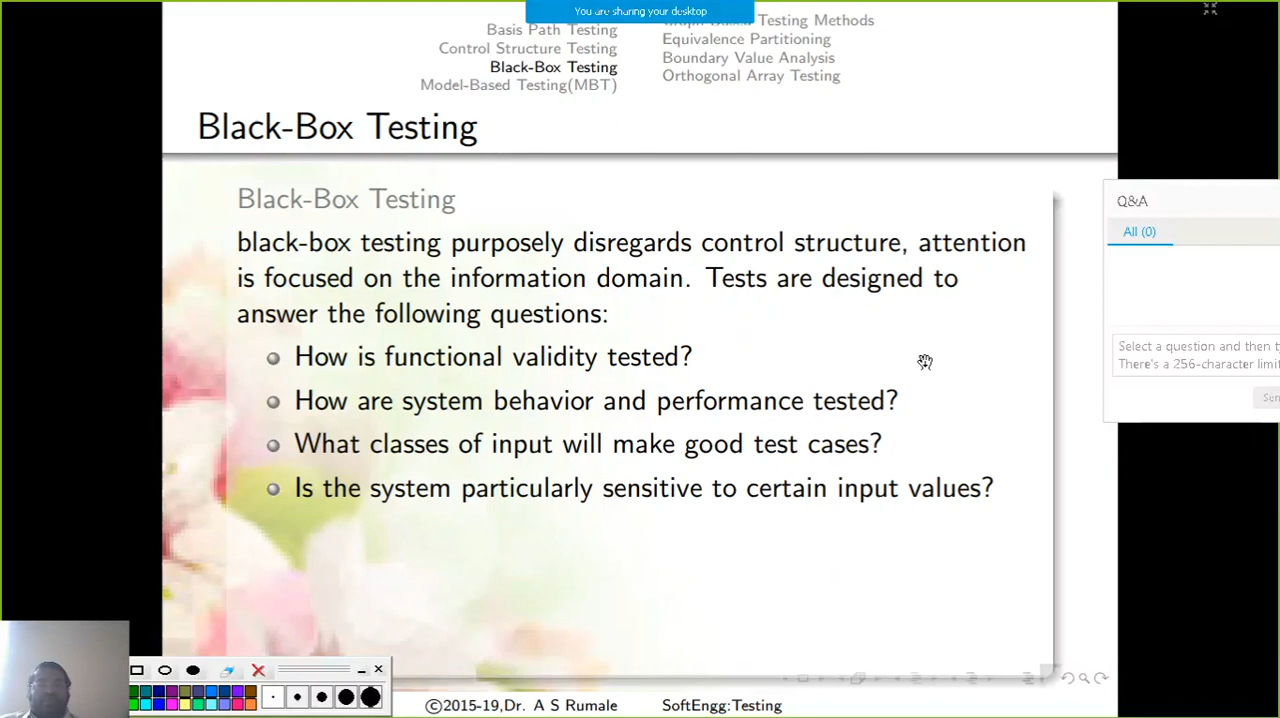 You are sharing your desktop
Basis Path Testing
Control Structure Testing
Black-Box Testing
Model-Based Testing(MBT)
Testing Methods
Equivalence Partitioning
Boundary Value Analysis
Orthogonal Array Testing
Black-Box Testing
Black-Box Testing
black-box testing purposely disregards control structure, attention
is focused on the information domain. Tests are designed to
answer the following questions:
How is functional validity tested?
How are system behavior and performance tested?
What classes of input will make good test cases?
Is the system particularly sensitive to certain input values?
Q&A
All (0)
Select a question and then
There's a 256-character
©2015-19,Dr. A S Rumale
SoftEngg:Testing